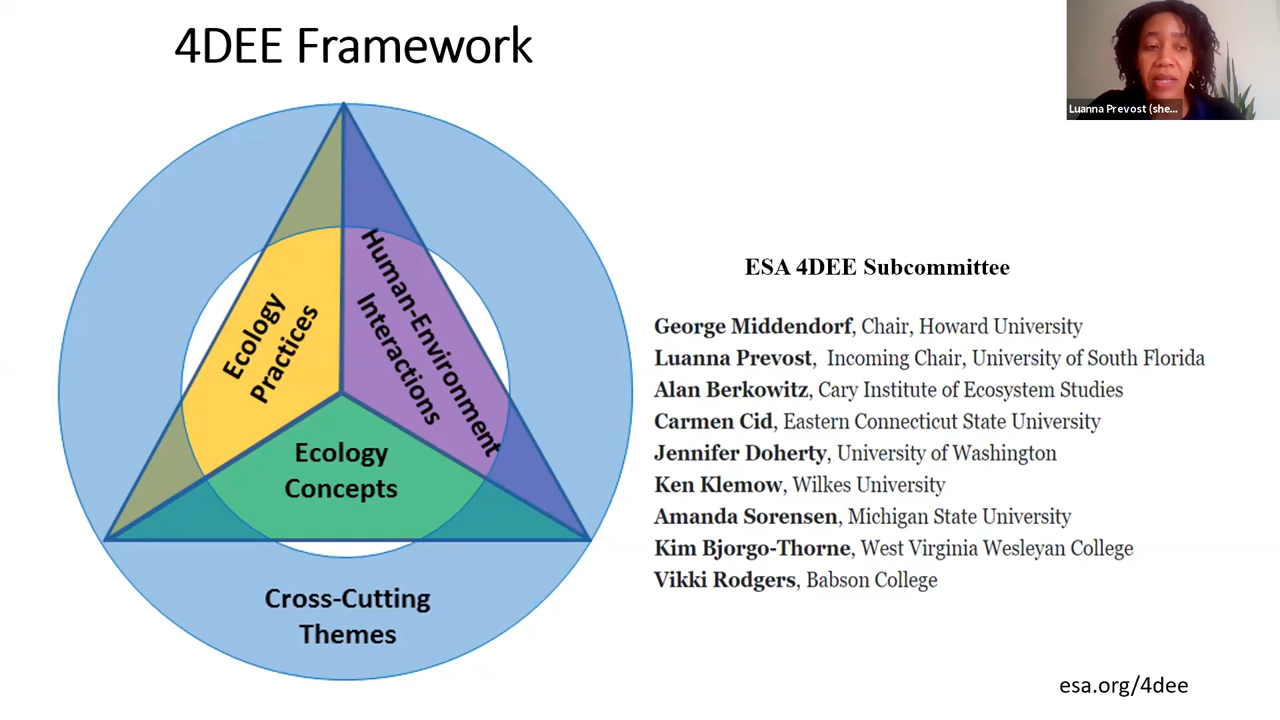 4DEE Framework
Luanna Prevost (she...
Ecology
Practices
Human-Environment
Interactions
Ecology
Concepts
Cross-Cutting
Themes
ESA 4DEE Subcommittee
George Middendorf, Chair, Howard University
Luanna Prevost, Incoming Chair, University of South Florida
Alan Berkowitz, Cary Institute of Ecosystem Studies
Carmen Cid, Eastern Connecticut State University
Jennifer Doherty, University of Washington
Ken Klemow, Wilkes University
Amanda Sorensen, Michigan State University
Kim Bjorgo-Thorne, West Virginia Wesleyan College
Vikki Rodgers, Babson College
esa.org/4dee